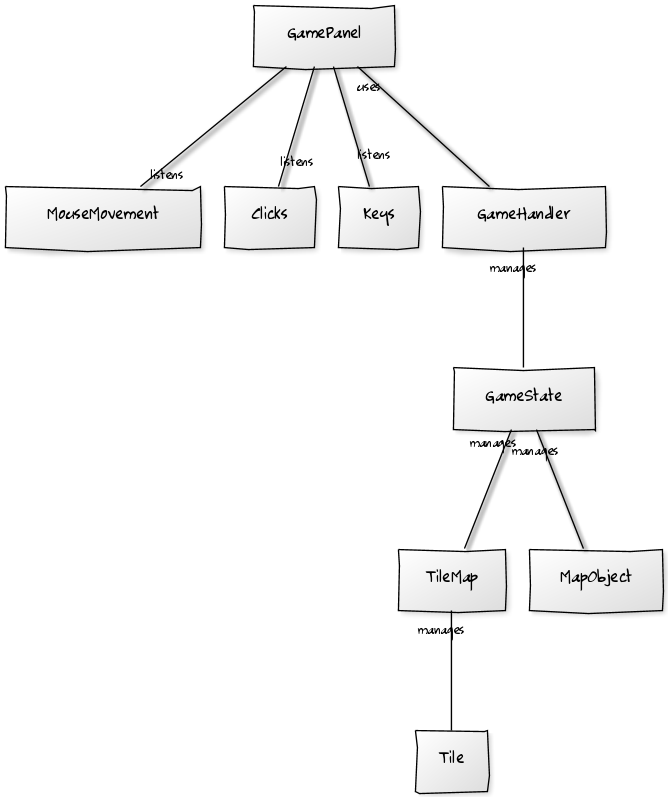 GamePanel
uses
listens
listens
listens
MouseMovement
Clicks
Keys
GameHandler
manages
GameState
manages
manages
TileMap
MapObject
manages
Tile